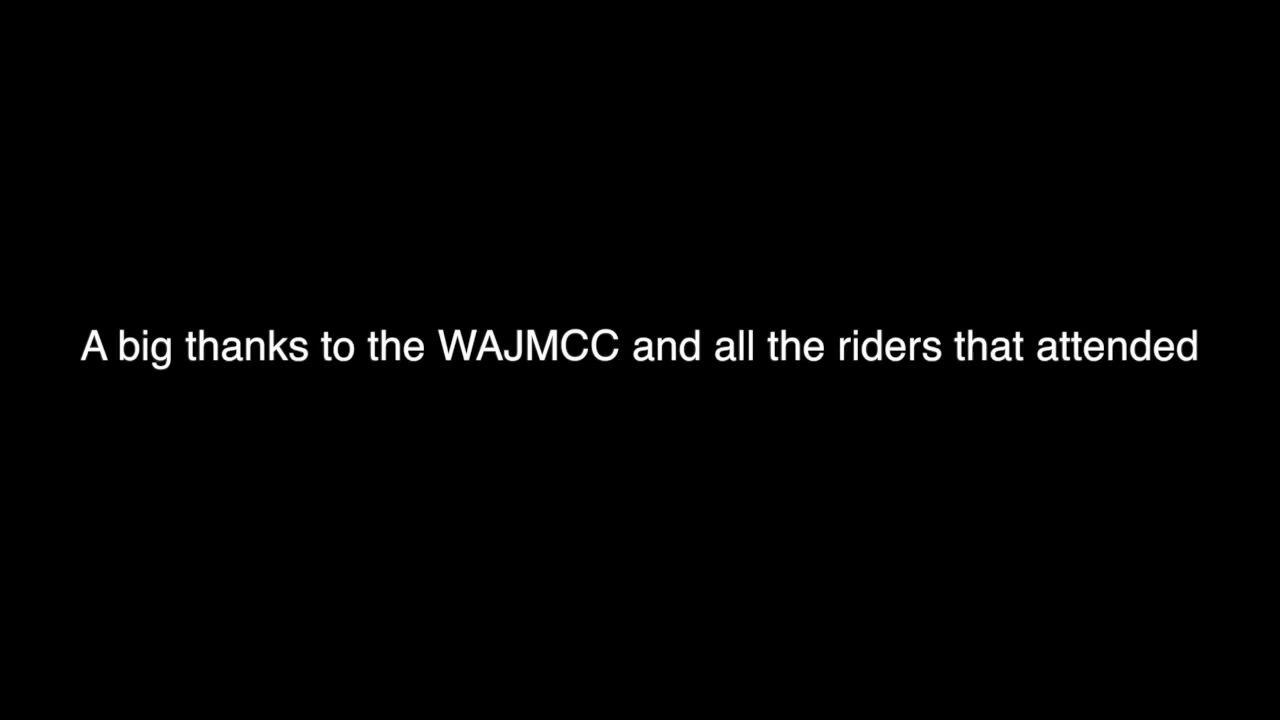 A big thanks to the WAJMCC and all the riders that attended